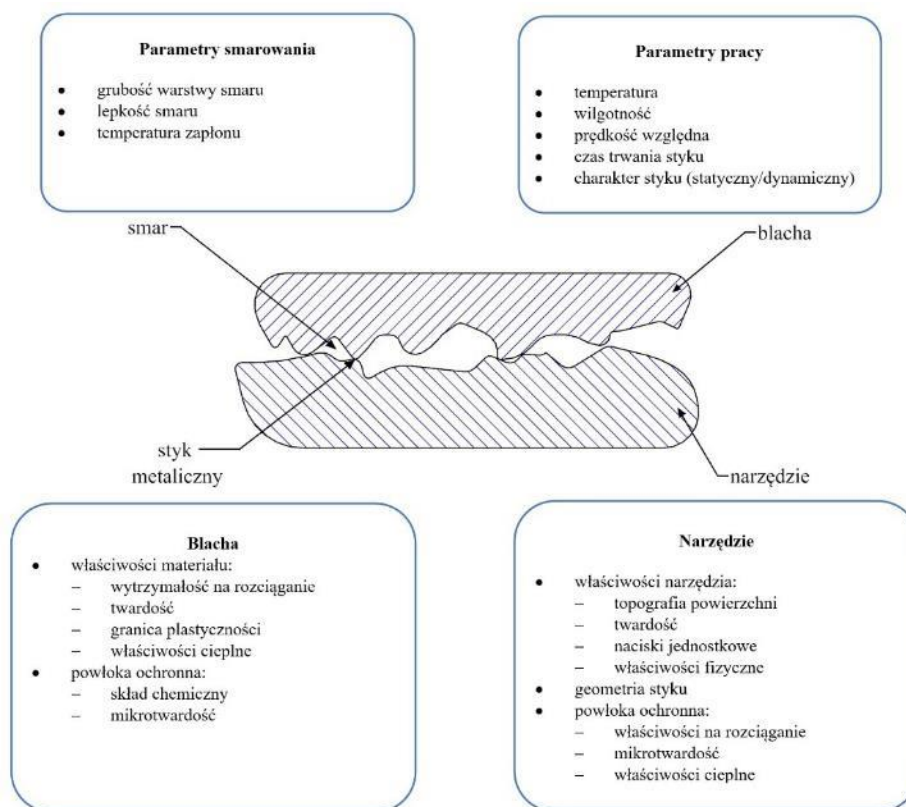 Parametry smarowania
• grubość warstwy smaru
• lepkość smaru
• temperatura zapłonu
Parametry pracy
• temperatura
• wilgotność
• prędkość względna
• czas trwania styku
• charakter styku (statyczny/dynamiczny)
smar
blacha
styk
metaliczny
narzędzie
Blacha
• właściwości materiału:
– wytrzymałość na rozciąganie
– twardość
– granica plastyczności
– właściwości cieplne
• powłoka ochronna:
– skład chemiczny
– mikrotwardość
Narzędzie
• właściwości narzędzia:
– topografia powierzchni
– twardość
– naciski jednostkowe
– właściwości fizyczne
• geometria styku
• powłoka ochronna:
– właściwości na rozciąganie
– mikrotwardość
– właściwości cieplne